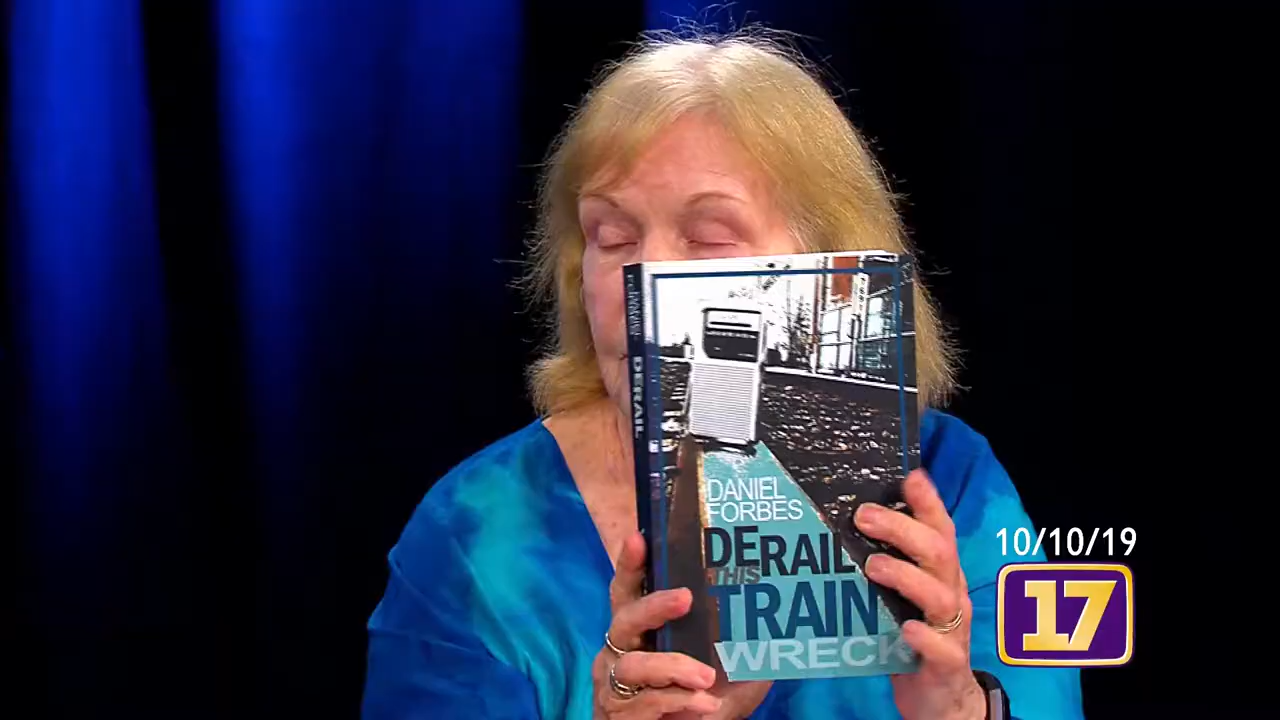 DERAIL
DANIEL
FORBES
DERAIL
THIS
TRAIN
WRECK
10/10/19
17